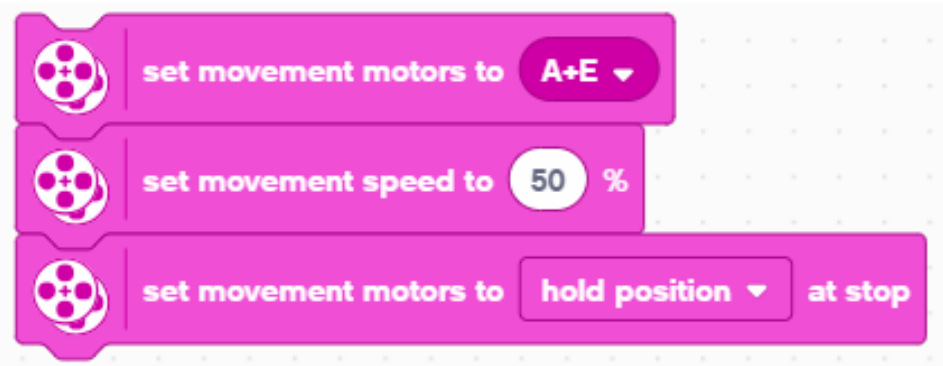 set movement motors to A+E
set movement speed to 50 %
set movement motors to hold position at stop